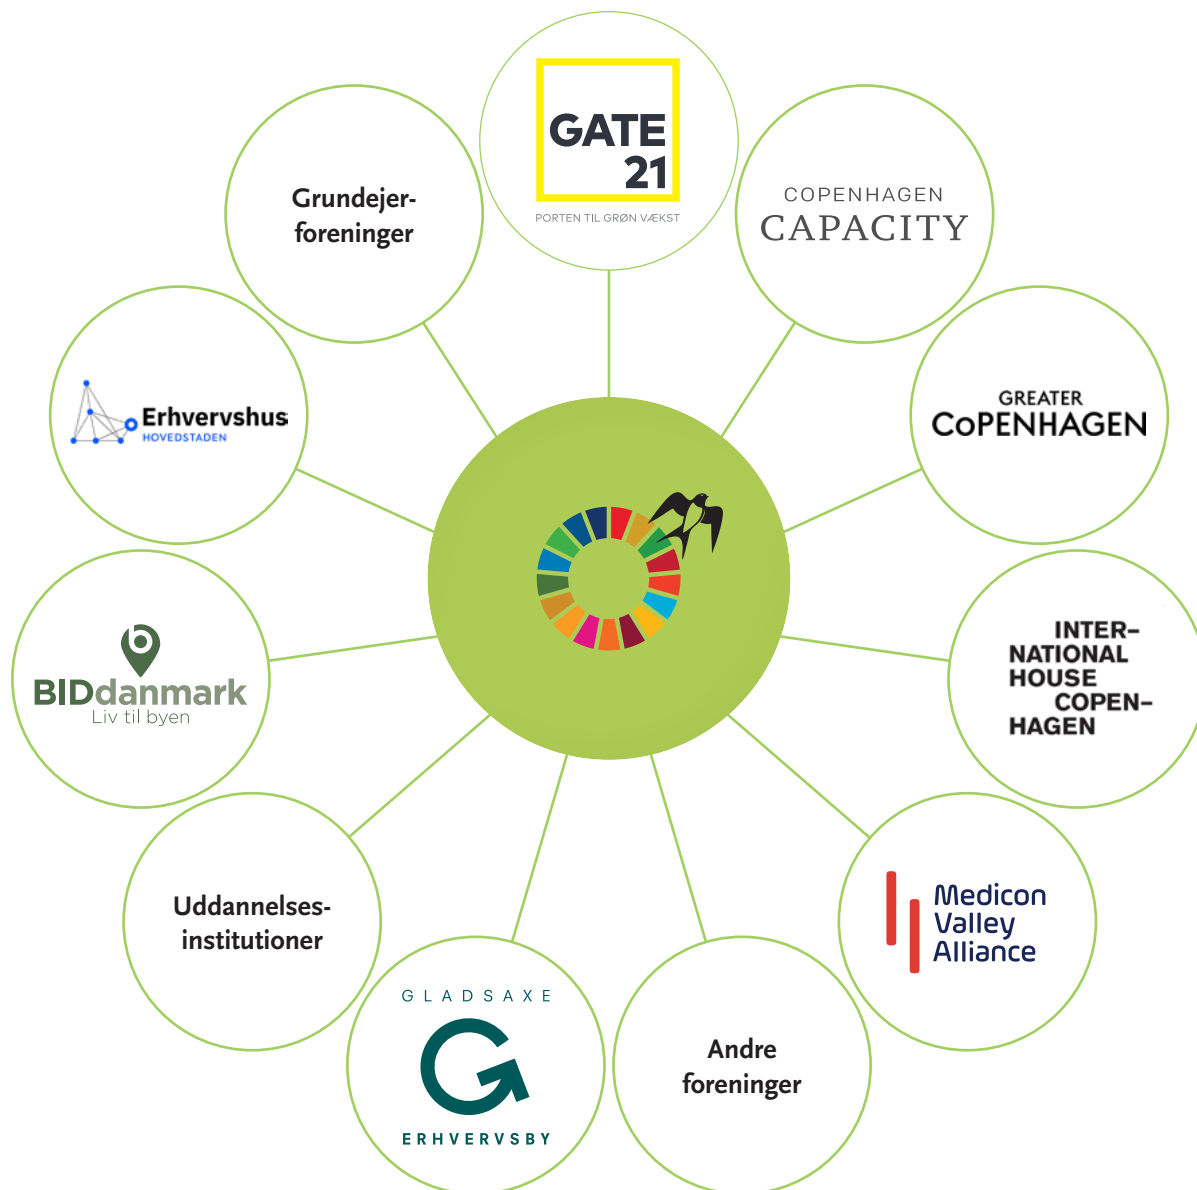 GATE
21
PORTEN TIL GRØN VÆKST
COPENHAGEN
CAPACITY
GREATER
CoPENHAGEN
INTER–
NATIONAL
HOUSE
COPEN–
HAGEN
Medicon
Valley
Alliance
Andre
foreninger
GLADSAXE
ERHVERVSBY
Uddannelses-
institutioner
BIDdanmark
Liv til byen
Erhvervshus
HOVEDSTADEN
Grundejer-
foreninger